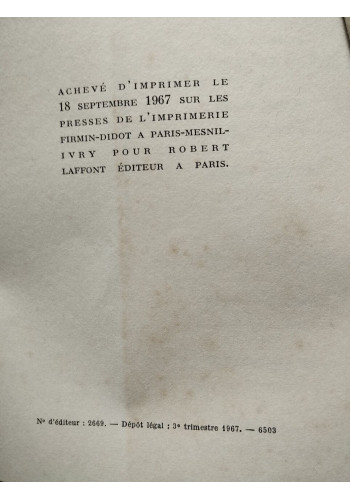 ACHEVÉ D'IMPRIMER LE
18 SEPTEMBRE 1967 SUR LES
PRESSES DE L'IMPRIMERIE
FIRMIN-DIDOT A PARIS-MESNIL-
IVRY POUR ROBERT
LAFFONT ÉDITEUR A PARIS.
Nº d'éditeur : 2669. — Dépôt légal : 3e trimestre 1967. — 6503